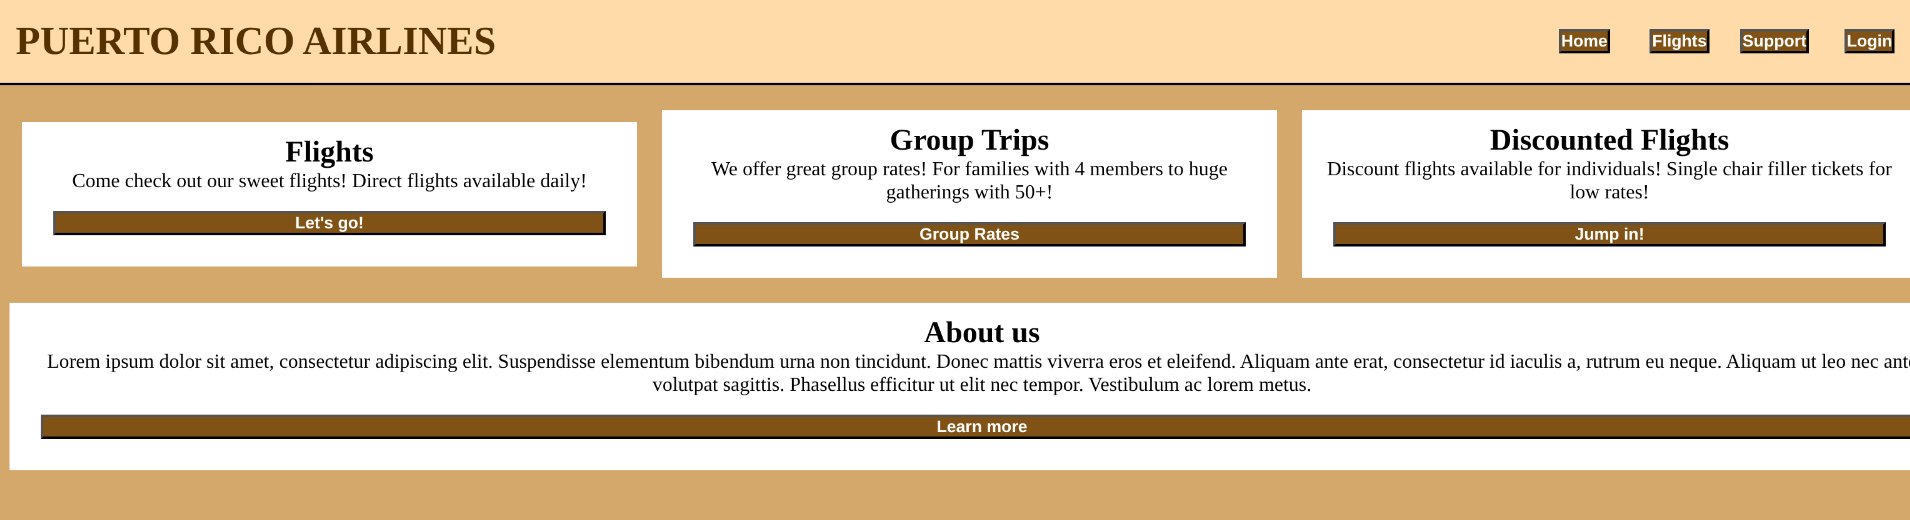 PUERTO RICO AIRLINES
Home Flights Support Login
Flights
Come check out our sweet flights! Direct flights available daily!
Let's go!
Group Trips
We offer great group rates! For families with 4 members to huge
gatherings with 50+!
Group Rates
Discounted Flights
Discount flights available for individuals! Single chair filler tickets for
low rates!
Jump in!
About us
Lorem ipsum dolor sit amet, consectetur adipiscing elit. Suspendisse elementum bibendum urna non tincidunt. Donec mattis viverra eros et eleifend. Aliquam ante erat, consectetur id iaculis a, rutrum eu neque. Aliquam ut leo nec ante
volutpat sagittis. Phasellus efficitur ut elit nec tempor. Vestibulum ac lorem metus.
Learn more